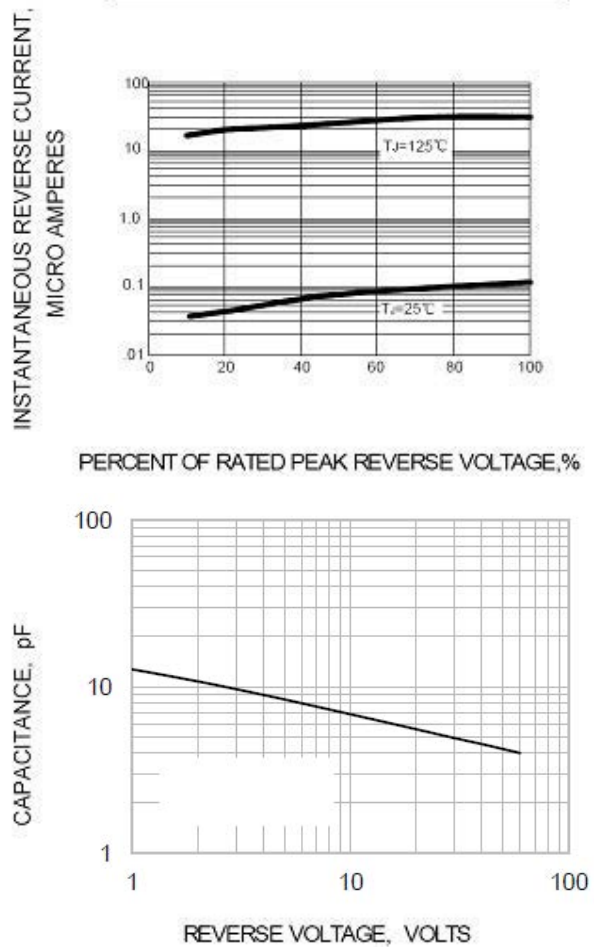 INSTANTANEOUS REVERSE CURRENT,
MICRO AMPERES
100
10
1.0
0.1
.01
TJ=125℃
TJ=25℃
0
20
40
60
80
100
PERCENT OF RATED PEAK REVERSE VOLTAGE,%
CAPACITANCE, pF
100
10
1
1
10
100
REVERSE VOLTAGE, VOLTS